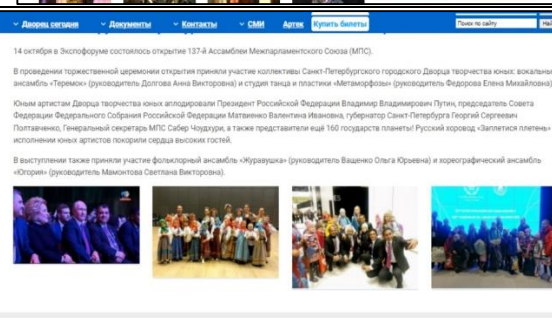 Дворец сегодня Документы Контакты СМИ Артек Купить билеты Поиск по сайту
14 октября в Экспофоруме состоялось открытие 137-й Ассамблеи Межпарламентского Союза (МПС).
В проведении торжественной церемонии открытия приняли участие коллективы Санкт-Петербургского городского Дворца творчества юных: вокальны
ансамбль «Теремок» (руководитель Долгова Анна Викторовна) и студия танца и пластики «Метаморфозы» (руководитель Федорова Елена Михайловна)
Юным артистам Дворца творчества юных аплодировали Президент Российской Федерации Владимир Владимирович Путин, председатель Совета
Федерации Федерального Собрания Российской Федерации Матвиенко Валентина Ивановна, губернатор Санкт-Петербурга Георгий Сергеевич
Полтавченко, Генеральный секретарь МПС Сабер Чоудхури, а также представители ещё 160 государств планеты! Русский хоровод «Заплетися плетень»
исполнении юных артистов покорили сердца высоких гостей.
В выступлении также приняли участие фольклорный ансамбль «Журавушка» (руководитель Ващенко Ольга Юрьевна) и хореографический ансамбль
«Югория» (руководитель Мамонтова Светлана Викторовна).